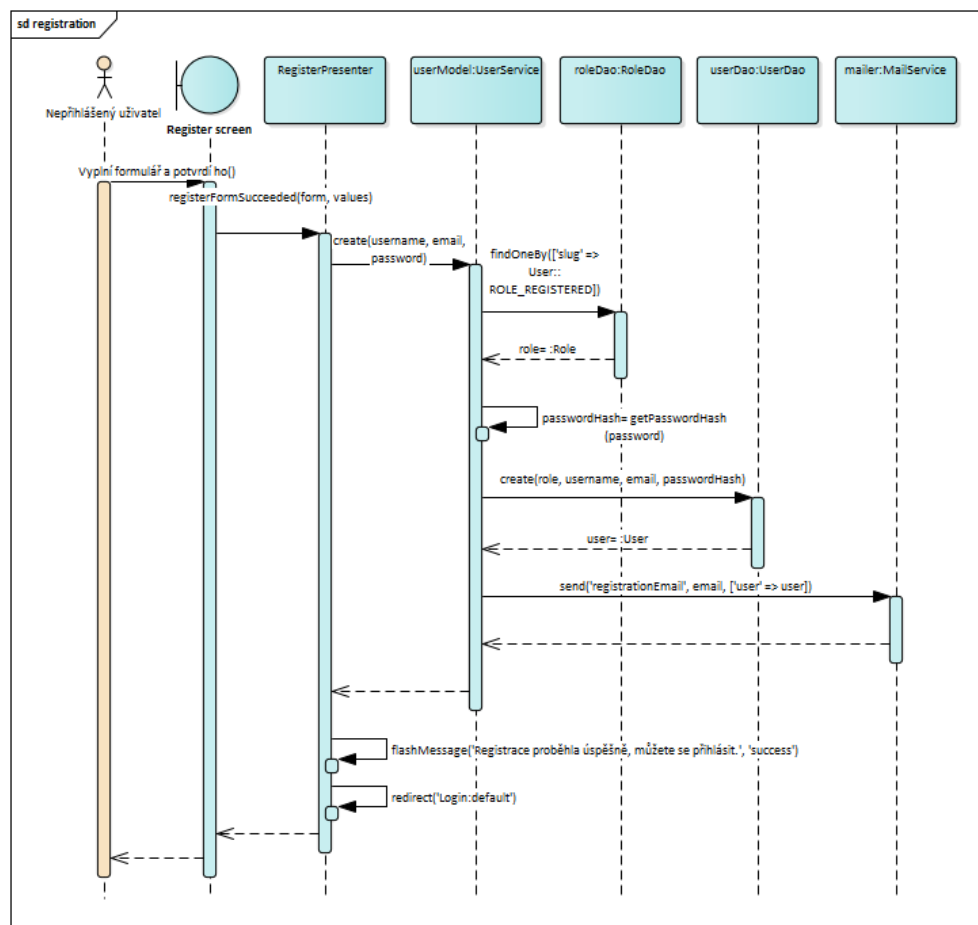 sd registration
RegisterPresenter
userModel:UserService
roleDao:RoleDao
userDao:UserDao
mailer:MailService
Nepřihlášený uživatel
Register screen
Vyplní formulář a potvrdí ho()
registerFormSucceeded(form, values)
create(username, email,
password)
findOneBy(['slug' =>
User::
ROLE_REGISTERED])
role= :Role
passwordHash= getPasswordHash
(password)
create(role, username, email, passwordHash)
user= :User
send('registrationEmail', email, ['user' => user])
flashMessage('Registrace proběhla úspěšně, můžete se přihlásit.', 'success')
redirect('Login:default')